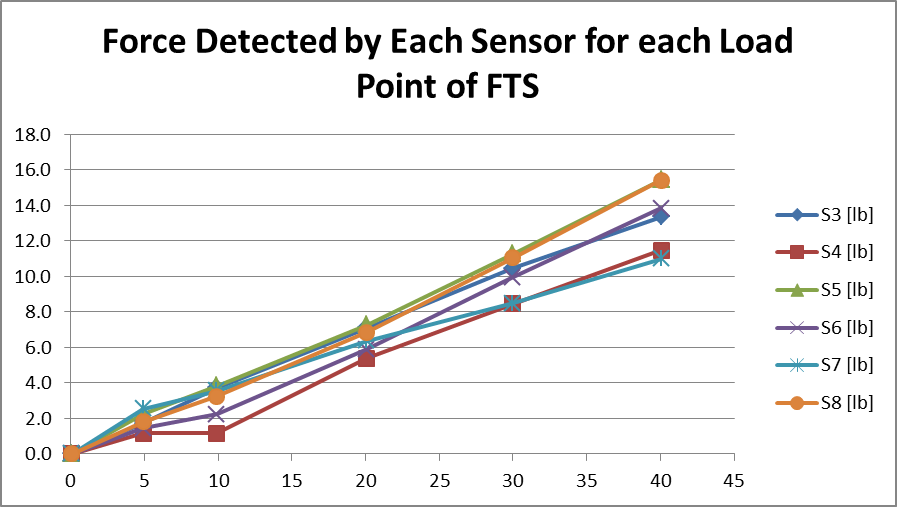 Force Detected by Each Sensor for each Load
Point of FTS
18.0
16.0
14.0
12.0
10.0
8.0
6.0
4.0
2.0
0.0
0 5 10 15 20 25 30 35 40 45
S3 [lb]
S4 [lb]
S5 [lb]
S6 [lb]
S7 [lb]
S8 [lb]